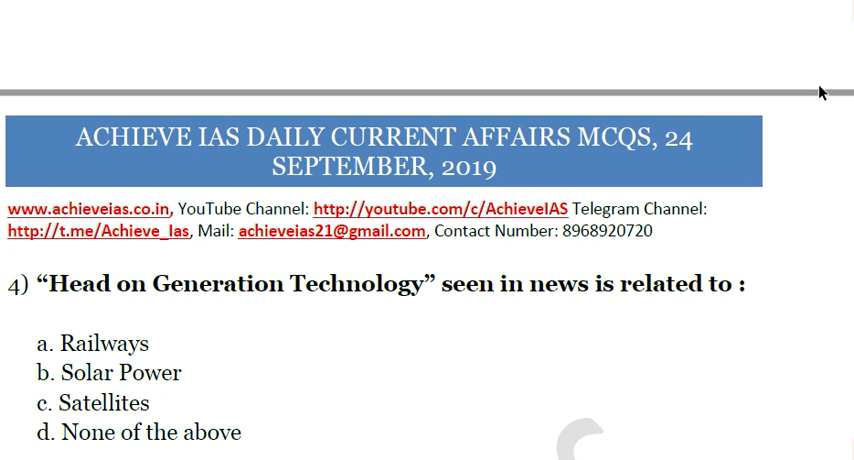 ACHIEVE IAS DAILY CURRENT AFFAIRS MCQS, 24
SEPTEMBER, 2019
www.achieveias.co.in, YouTube Channel: http://youtube.com/c/AchieveIAS Telegram Channel:
http://t.me/Achieve_Ias, Mail: achieveias21@gmail.com, Contact Number: 8968920720
4) “Head on Generation Technology” seen in news is related to :
a. Railways
b. Solar Power
c. Satellites
d. None of the above